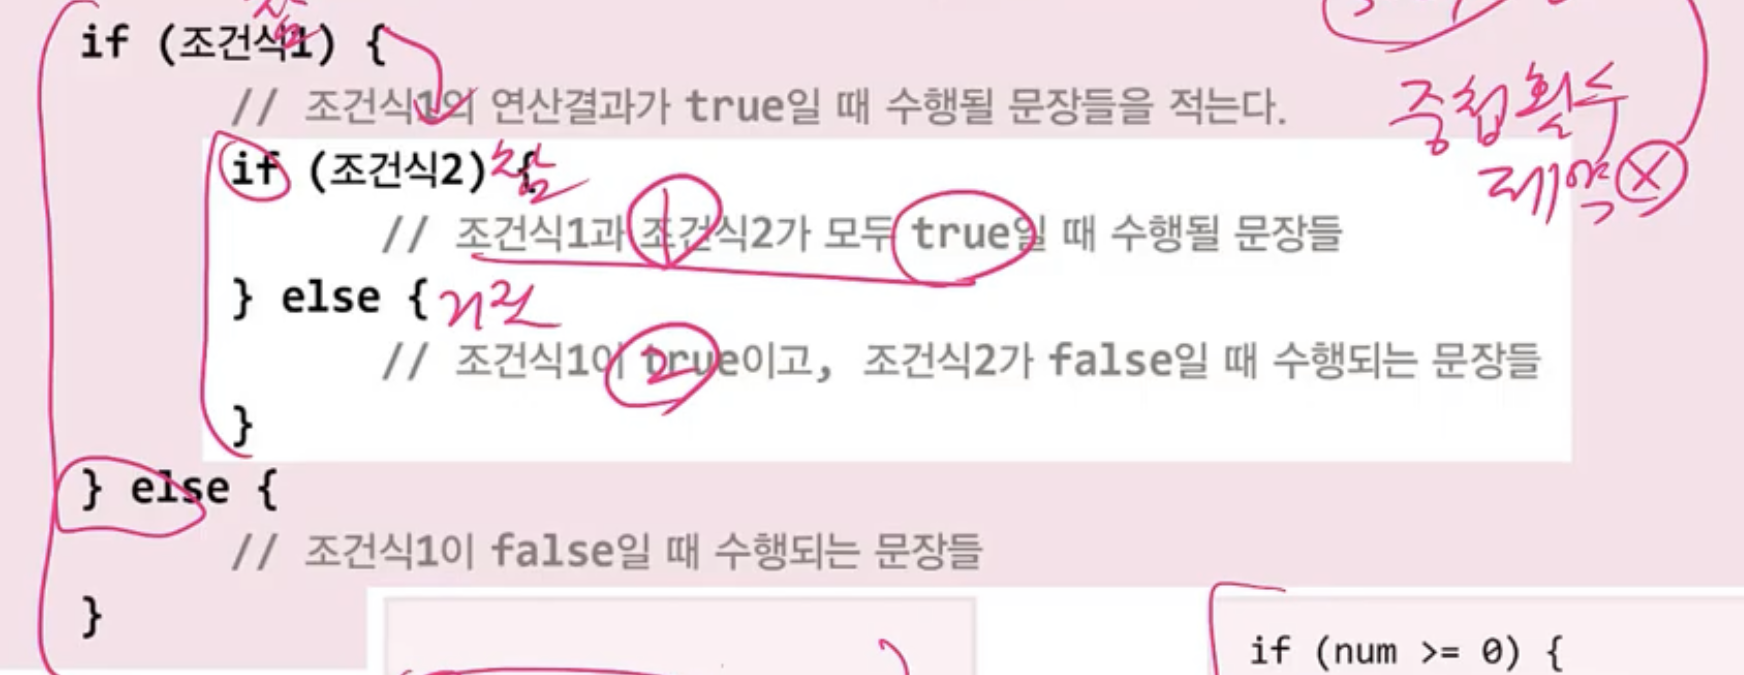 참
if (조건식1) {
// 조건식1의 연산결과가 true일 때 수행될 문장들을 적는다.
중첩 횟수
제약 X
if (조건식2) { 참
// 조건식1과 조건식2가 모두 true일 때 수행될 문장들
1
} else { 거짓
// 조건식1이 true이고, 조건식2가 false일 때 수행되는 문장들
2
}
} else {
// 조건식1이 false일 때 수행되는 문장들
}
if (num >= 0) {